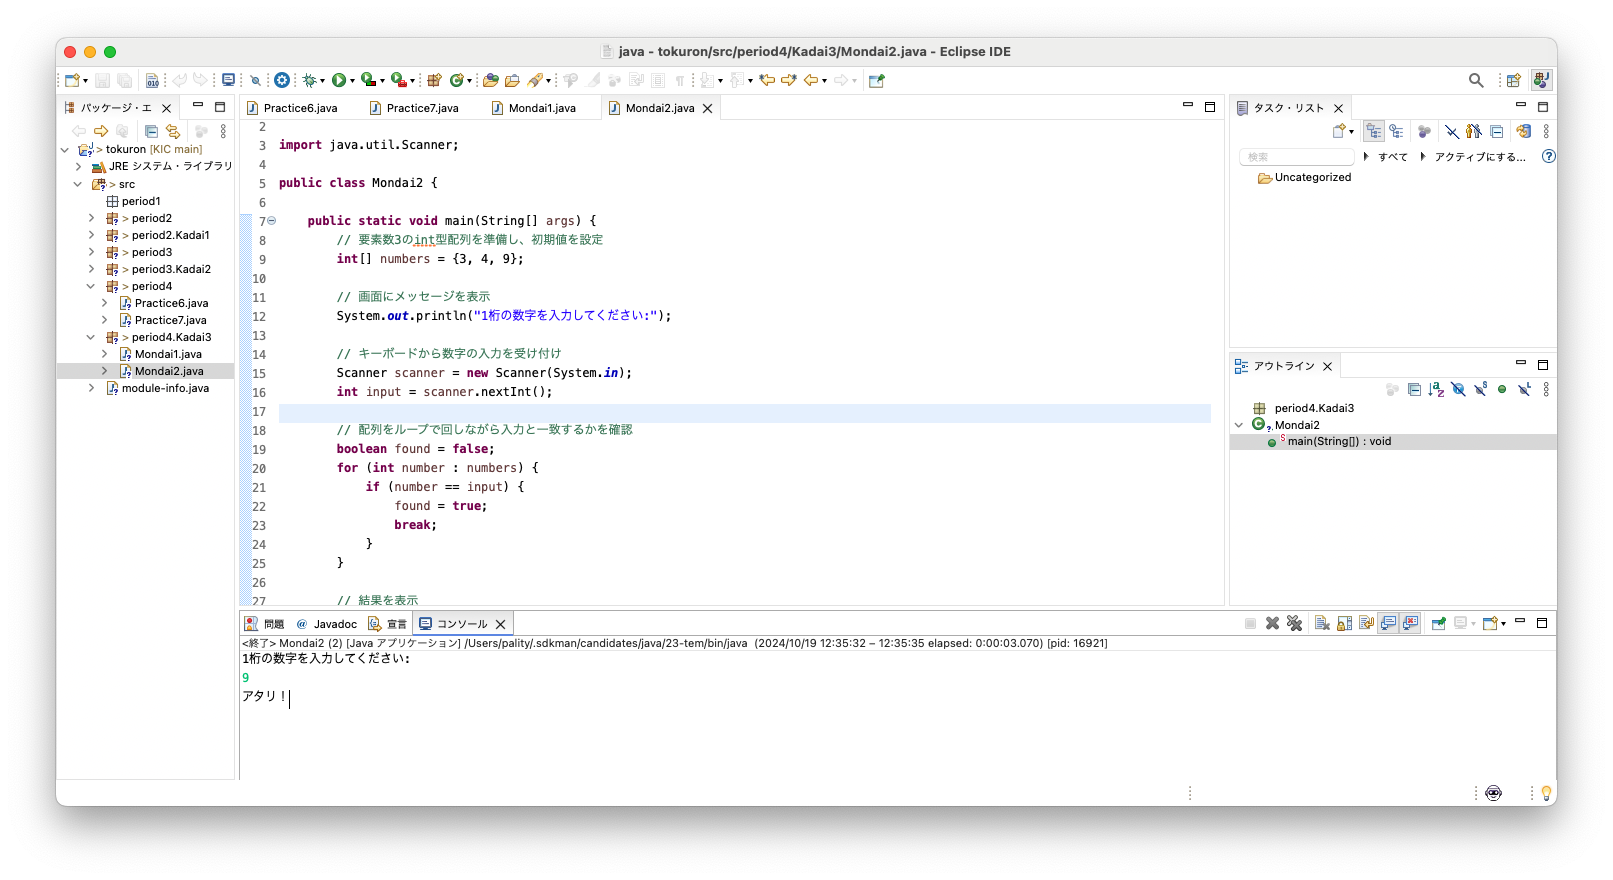 java - tokuron/src/period4/Kadai3/Mondai2.java - Eclipse IDE
パッケージ・エ
tokuron [KIC main]
JRE システム・ライブラリ
> src
period1
> period2
> period2.Kadai1
> period3
> period3.Kadai2
> period4
Practice6.java
Practice7.java
> period4.Kadai3
Mondai1.java
Mondai2.java
module-info.java
Practice6.java Practice7.java Mondai1.java Mondai2.java
2
3 import java.util.Scanner;
4
5 public class Mondai2 {
6
7 public static void main(String[] args) {
8 // 要素数3のint型配列を準備し、初期値を設定
9 int[] numbers = {3, 4, 9};
10
11 // 画面にメッセージを表示
12 System.out.println("1桁の数字を入力してください:");
13
14 // キーボードから数字の入力を受け付け
15 Scanner scanner = new Scanner(System.in);
16 int input = scanner.nextInt();
17
18 // 配列をループで回しながら入力と一致するかを確認
19 boolean found = false;
20 for (int number : numbers) {
21 if (number == input) {
22 found = true;
23 break;
24 }
25 }
26
27 // 結果を表示
タスク・リスト
検索 すべて アクティブにする...
Uncategorized
アウトライン
period4.Kadai3
Mondai2
main(String[]) : void
問題 @ Javadoc 宣言 コンソール
<終了> Mondai2 (2) [Java アプリケーション] /Users/pality/.sdkman/candidates/java/23-tem/bin/java (2024/10/19 12:35:32 – 12:35:35 elapsed: 0:00:03.070) [pid: 16921]
1桁の数字を入力してください:
9
アタリ！